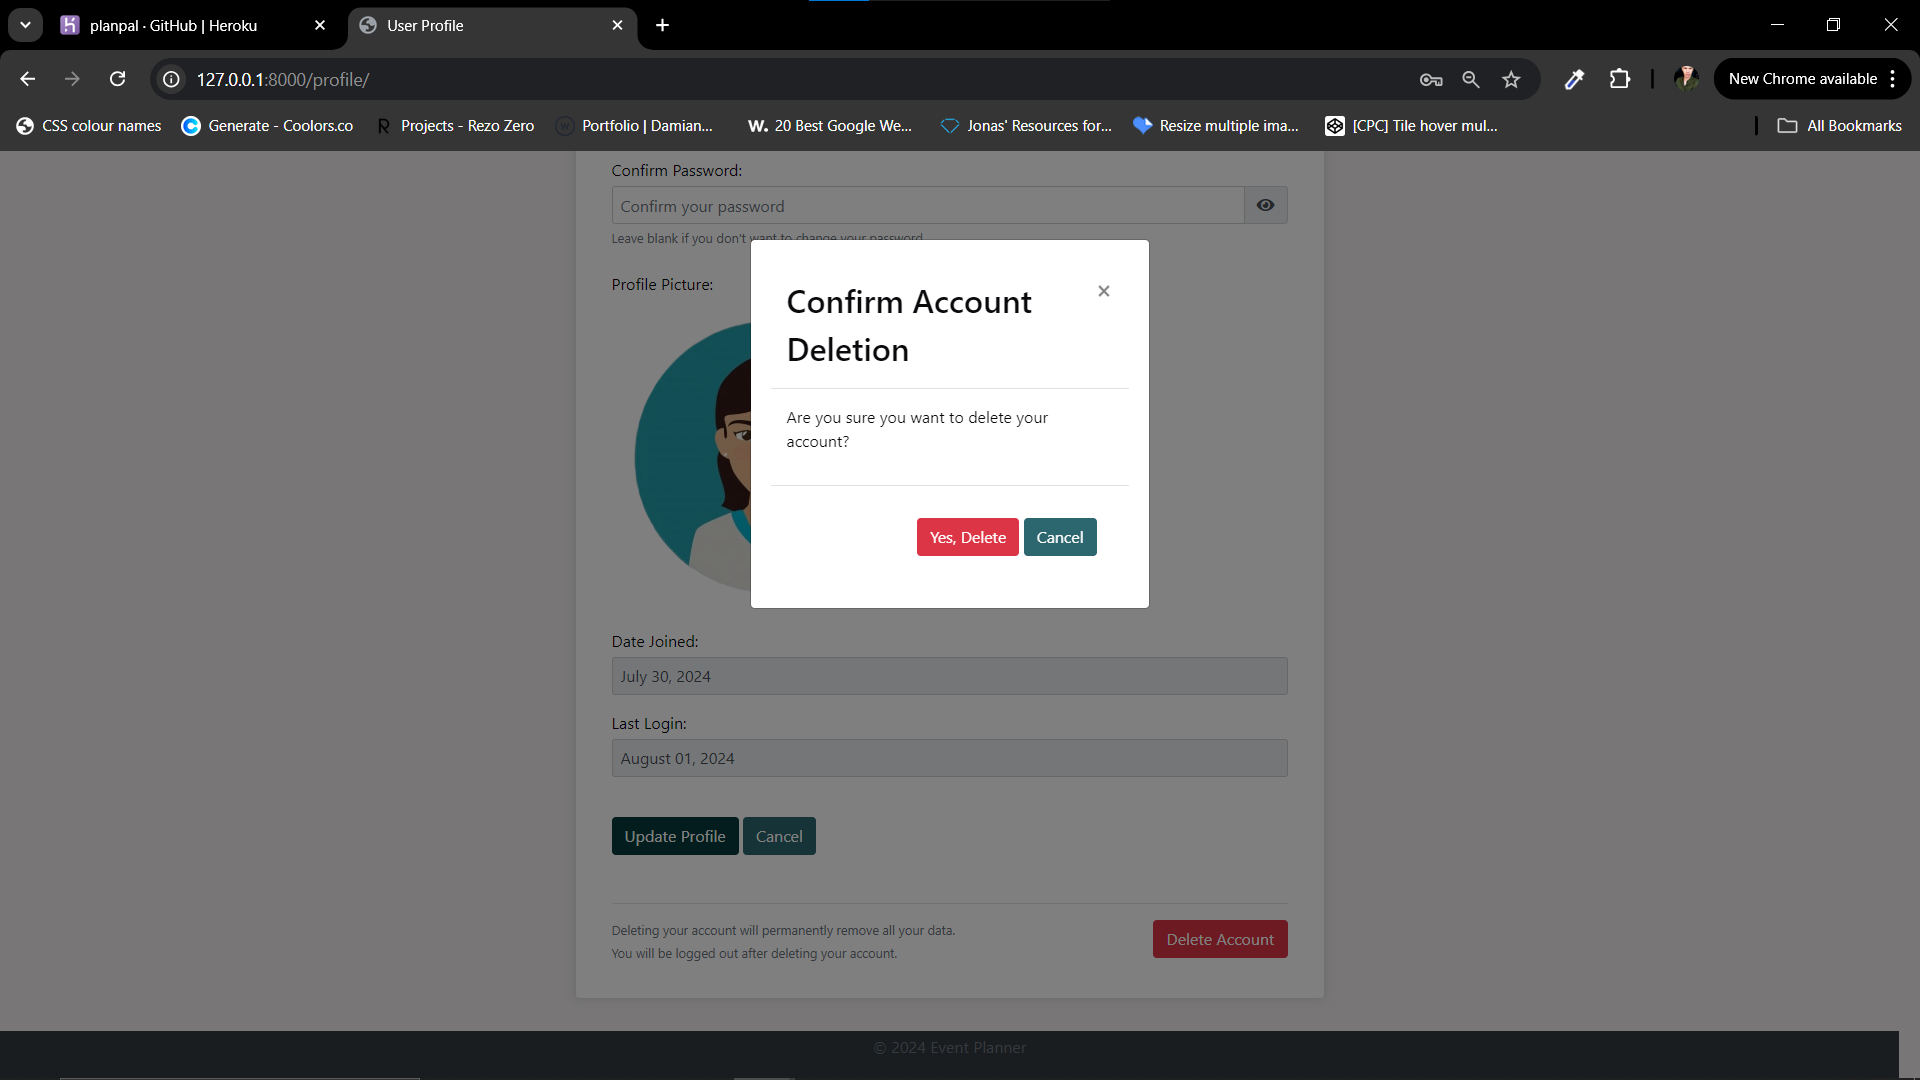 planpal · GitHub | Heroku
User Profile
127.0.0.1:8000/profile/
New Chrome available
CSS colour names
Generate - Coolors.co
R Projects - Rezo Zero
Portfolio | Damian...
W. 20 Best Google We...
Jonas' Resources for...
Resize multiple ima...
[CPC] Tile hover mul...
All Bookmarks
Confirm Password:
Confirm your password
Leave blank if you don't want to change your password.
Profile Picture:
Confirm Account
Deletion
×
Are you sure you want to delete your
account?
Yes, Delete
Cancel
Date Joined:
July 30, 2024
Last Login:
August 01, 2024
Update Profile
Cancel
Deleting your account will permanently remove all your data.
You will be logged out after deleting your account.
Delete Account
© 2024 Event Planner